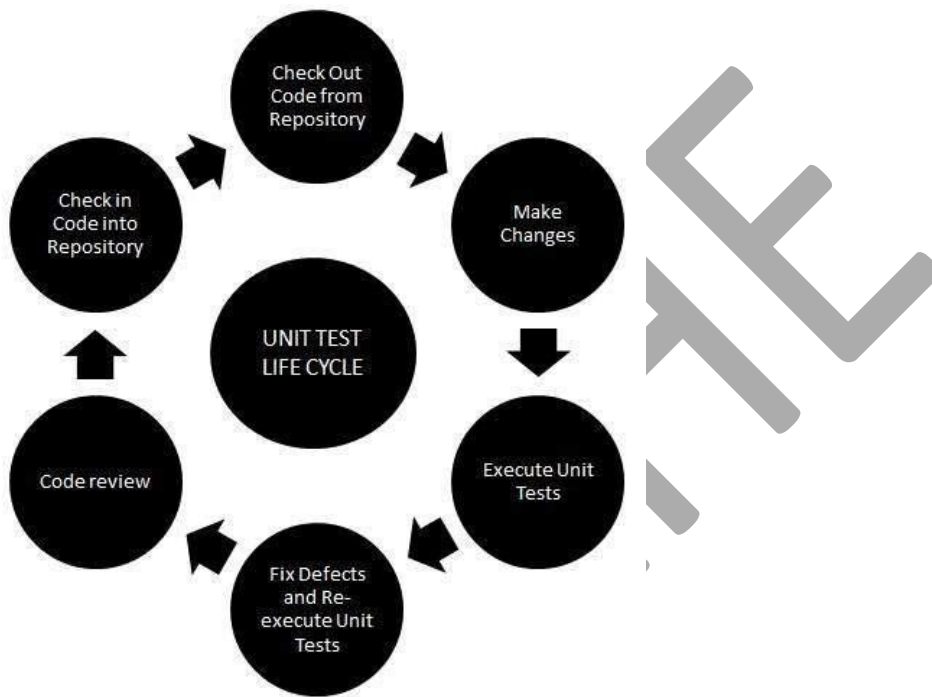 Check Out
Code from
Repository
Make
Changes
Execute Unit
Tests
Fix Defects
and Re-
execute Unit
Tests
Code review
Check in
Code into
Repository
UNIT TEST
LIFE CYCLE